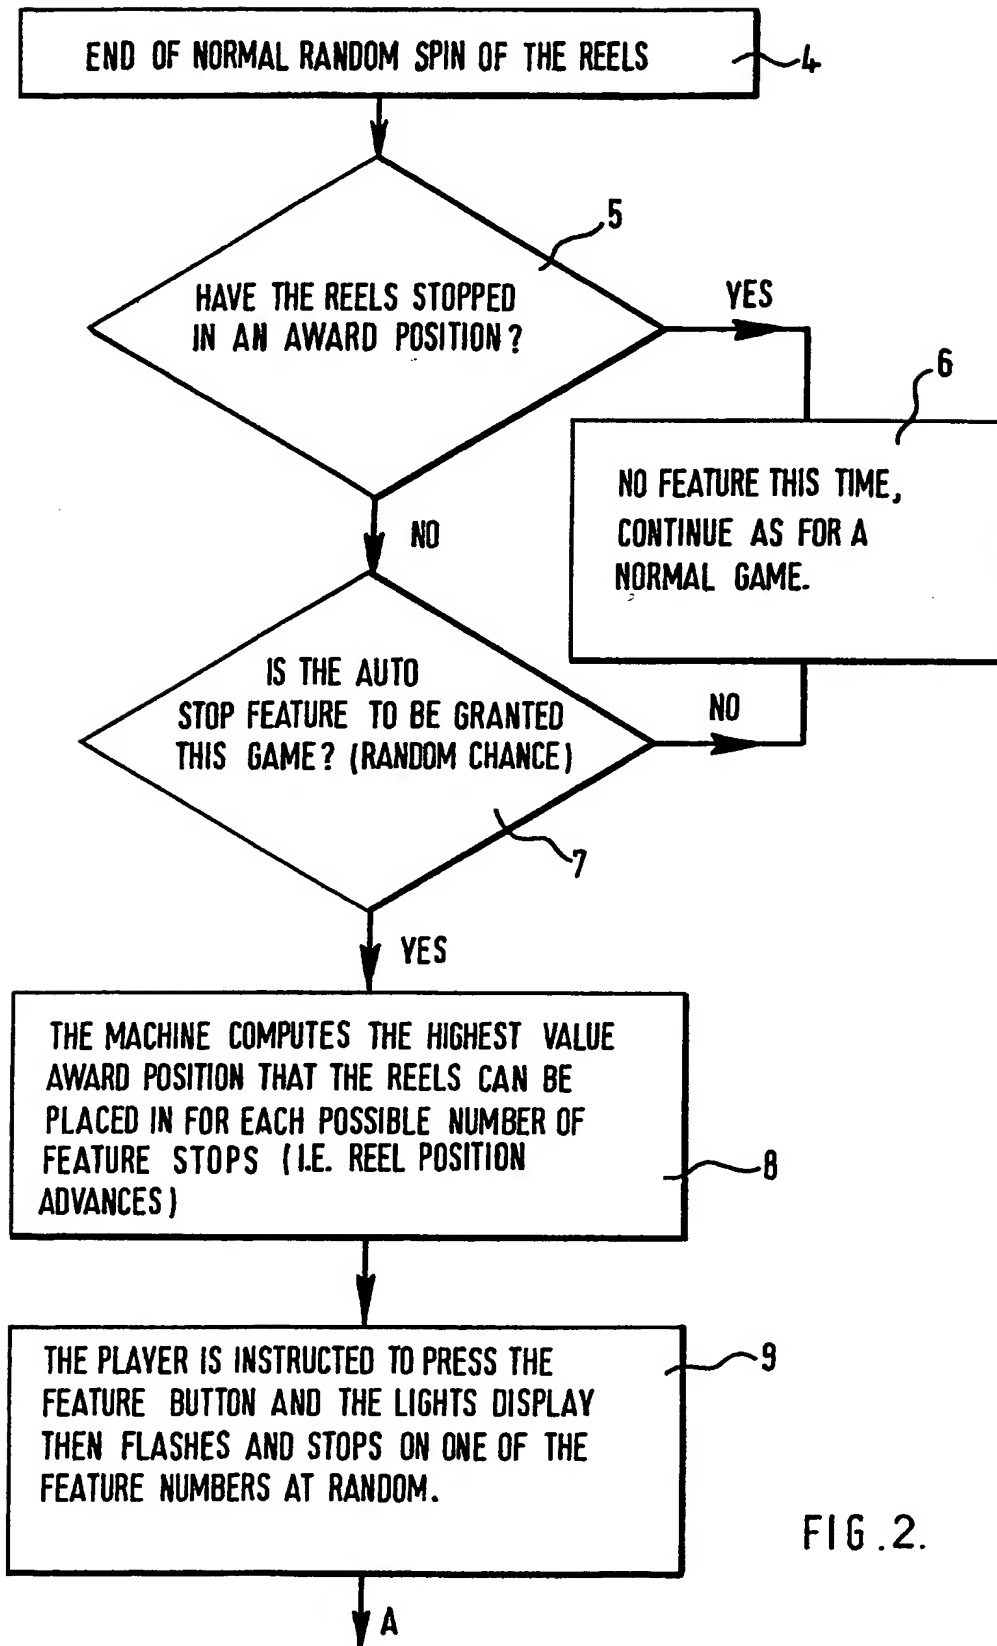 END OF NORMAL RANDOM SPIN OF THE REELS
4
5
HAVE THE REELS STOPPED
IN AN AWARD POSITION?
YES
6
NO FEATURE THIS TIME,
CONTINUE AS FOR A
NORMAL GAME.
NO
IS THE AUTO
STOP FEATURE TO BE GRANTED
THIS GAME? (RANDOM CHANCE)
NO
7
YES
THE MACHINE COMPUTES THE HIGHEST VALUE
AWARD POSITION THAT THE REELS CAN BE
PLACED IN FOR EACH POSSIBLE NUMBER OF
FEATURE STOPS (I.E. REEL POSITION
ADVANCES)
8
THE PLAYER IS INSTRUCTED TO PRESS THE
FEATURE BUTTON AND THE LIGHTS DISPLAY
THEN FLASHES AND STOPS ON ONE OF THE
FEATURE NUMBERS AT RANDOM.
9
FIG.2.
A